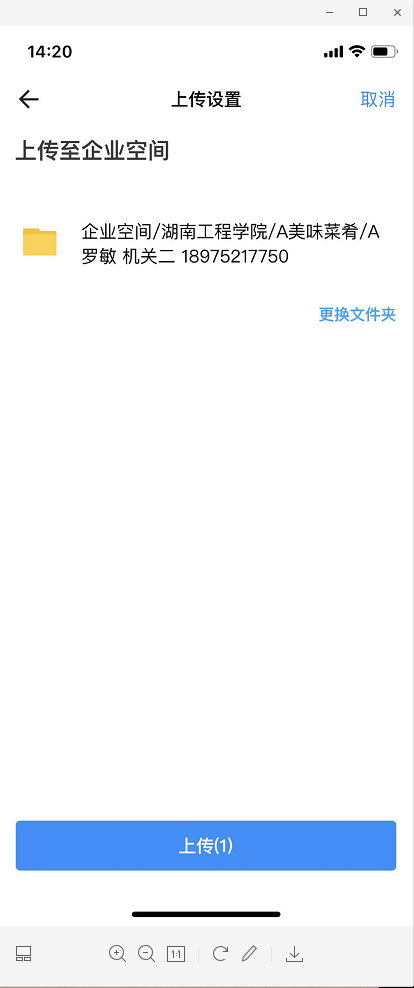 14:20
上传设置
取消
上传至企业空间
企业空间/湖南工程学院/A美味菜肴/A
罗敏 机关二 18975217750
更换文件夹
上传(1)
1:1